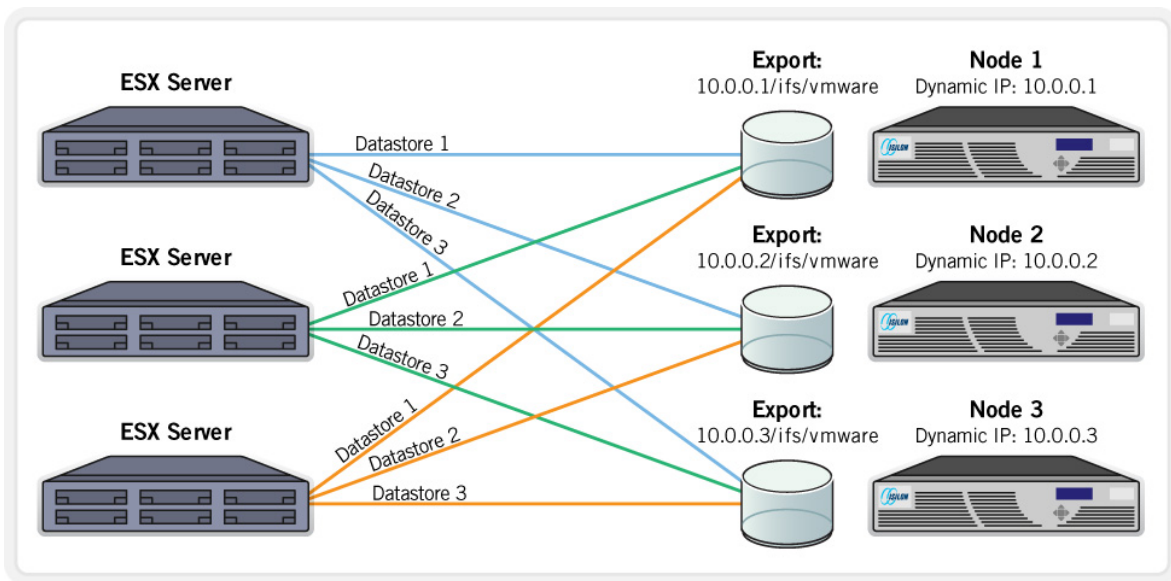 ESX Server
Export:
10.0.0.1/ifs/vmware
Node 1
Dynamic IP: 10.0.0.1
Datastore 1
Datastore 2
Datastore 3
ISILON
ESX Server
Export:
10.0.0.2/ifs/vmware
Node 2
Dynamic IP: 10.0.0.2
Datastore 1
Datastore 2
Datastore 3
ISILON
ESX Server
Export:
10.0.0.3/ifs/vmware
Node 3
Dynamic IP: 10.0.0.3
Datastore 1
Datastore 2
Datastore 3
ISILON